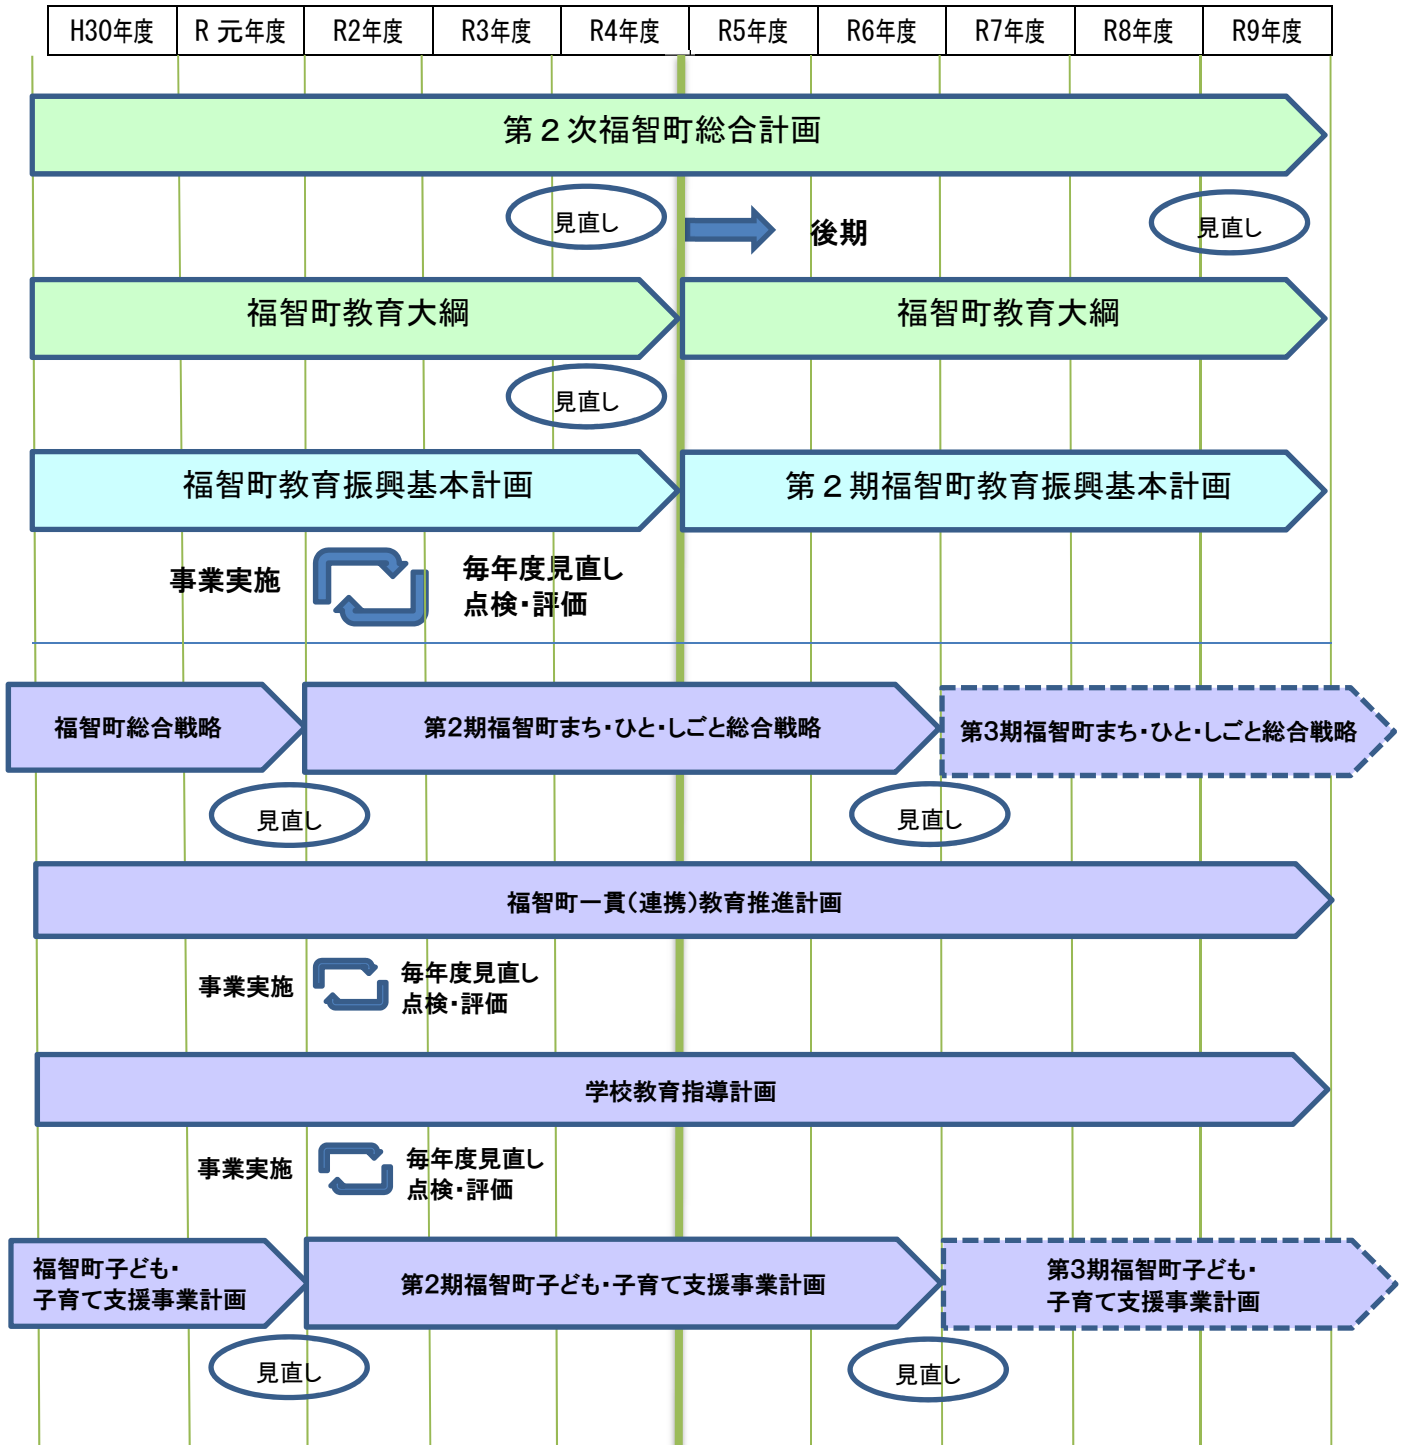 H30年度 R 元年度 R2年度 R3年度 R4年度 R5年度 R6年度 R7年度 R8年度 R9年度
第２次福智町総合計画
見直し
後期
見直し
福智町教育大綱
福智町教育大綱
見直し
福智町教育振興基本計画
第２期福智町教育振興基本計画
事業実施
毎年度見直し
点検・評価
福智町総合戦略
第2期福智町まち・ひと・しごと総合戦略
第3期福智町まち・ひと・しごと総合戦略
見直し
見直し
福智町一貫（連携）教育推進計画
事業実施
毎年度見直し
点検・評価
学校教育指導計画
事業実施
毎年度見直し
点検・評価
福智町子ども・
子育て支援事業計画
第2期福智町子ども・子育て支援事業計画
第3期福智町子ども・
子育て支援事業計画
見直し
見直し